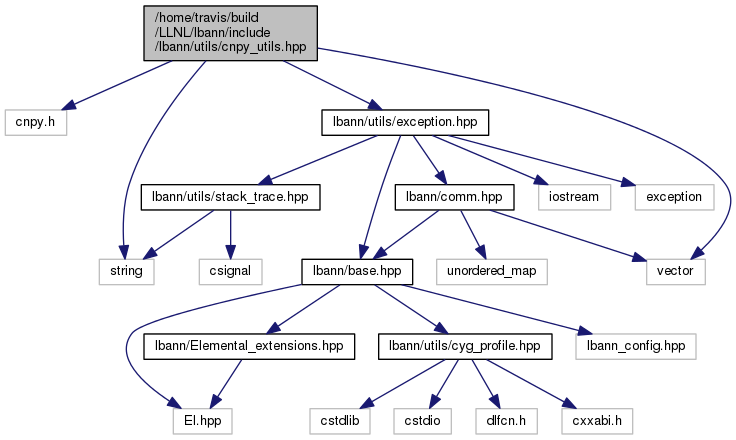 /home/travis/build
/LLNL/lbann/include
/lbann/utils/cnpy_utils.hpp
cnpy.h
lbann/utils/exception.hpp
lbann/utils/stack_trace.hpp
lbann/comm.hpp
iostream
exception
string
csignal
lbann/base.hpp
unordered_map
vector
lbann/Elemental_extensions.hpp
lbann/utils/cyg_profile.hpp
lbann_config.hpp
El.hpp
cstdlib
cstdio
dlfcn.h
cxxabi.h